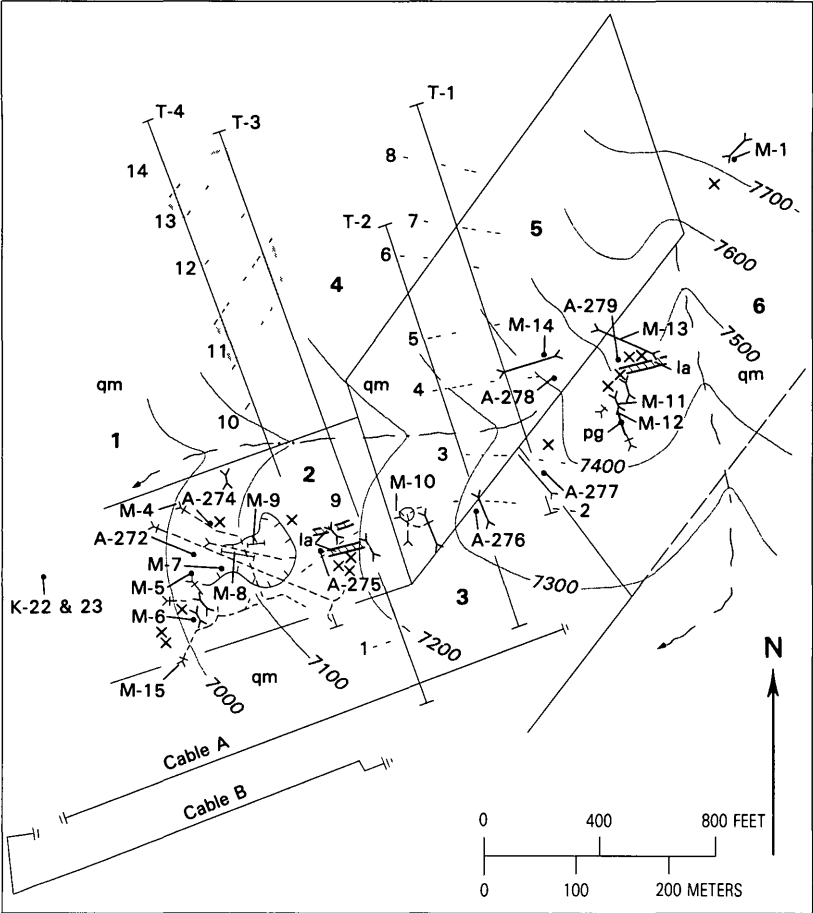 T-4
T-3
T-1
M-1
8
14
7700
13
T-2
7
5
6
7600
12
4
6
A-279
M-14
M-13
7500
5
11
qm
qm
la
qm
4
A-278
M-11
10
M-12
1
pg
3
7400
2
M-10
M-4
A-274
M-9
9
A-277
2
A-272
la
A-276
M-7
M-5
M-8
A-275
7300
K-22 & 23
3
M-6
1
7200
N
M-15
7000
qm
7100
Cable A
Cable B
0 400 800 FEET
0 100 200 METERS